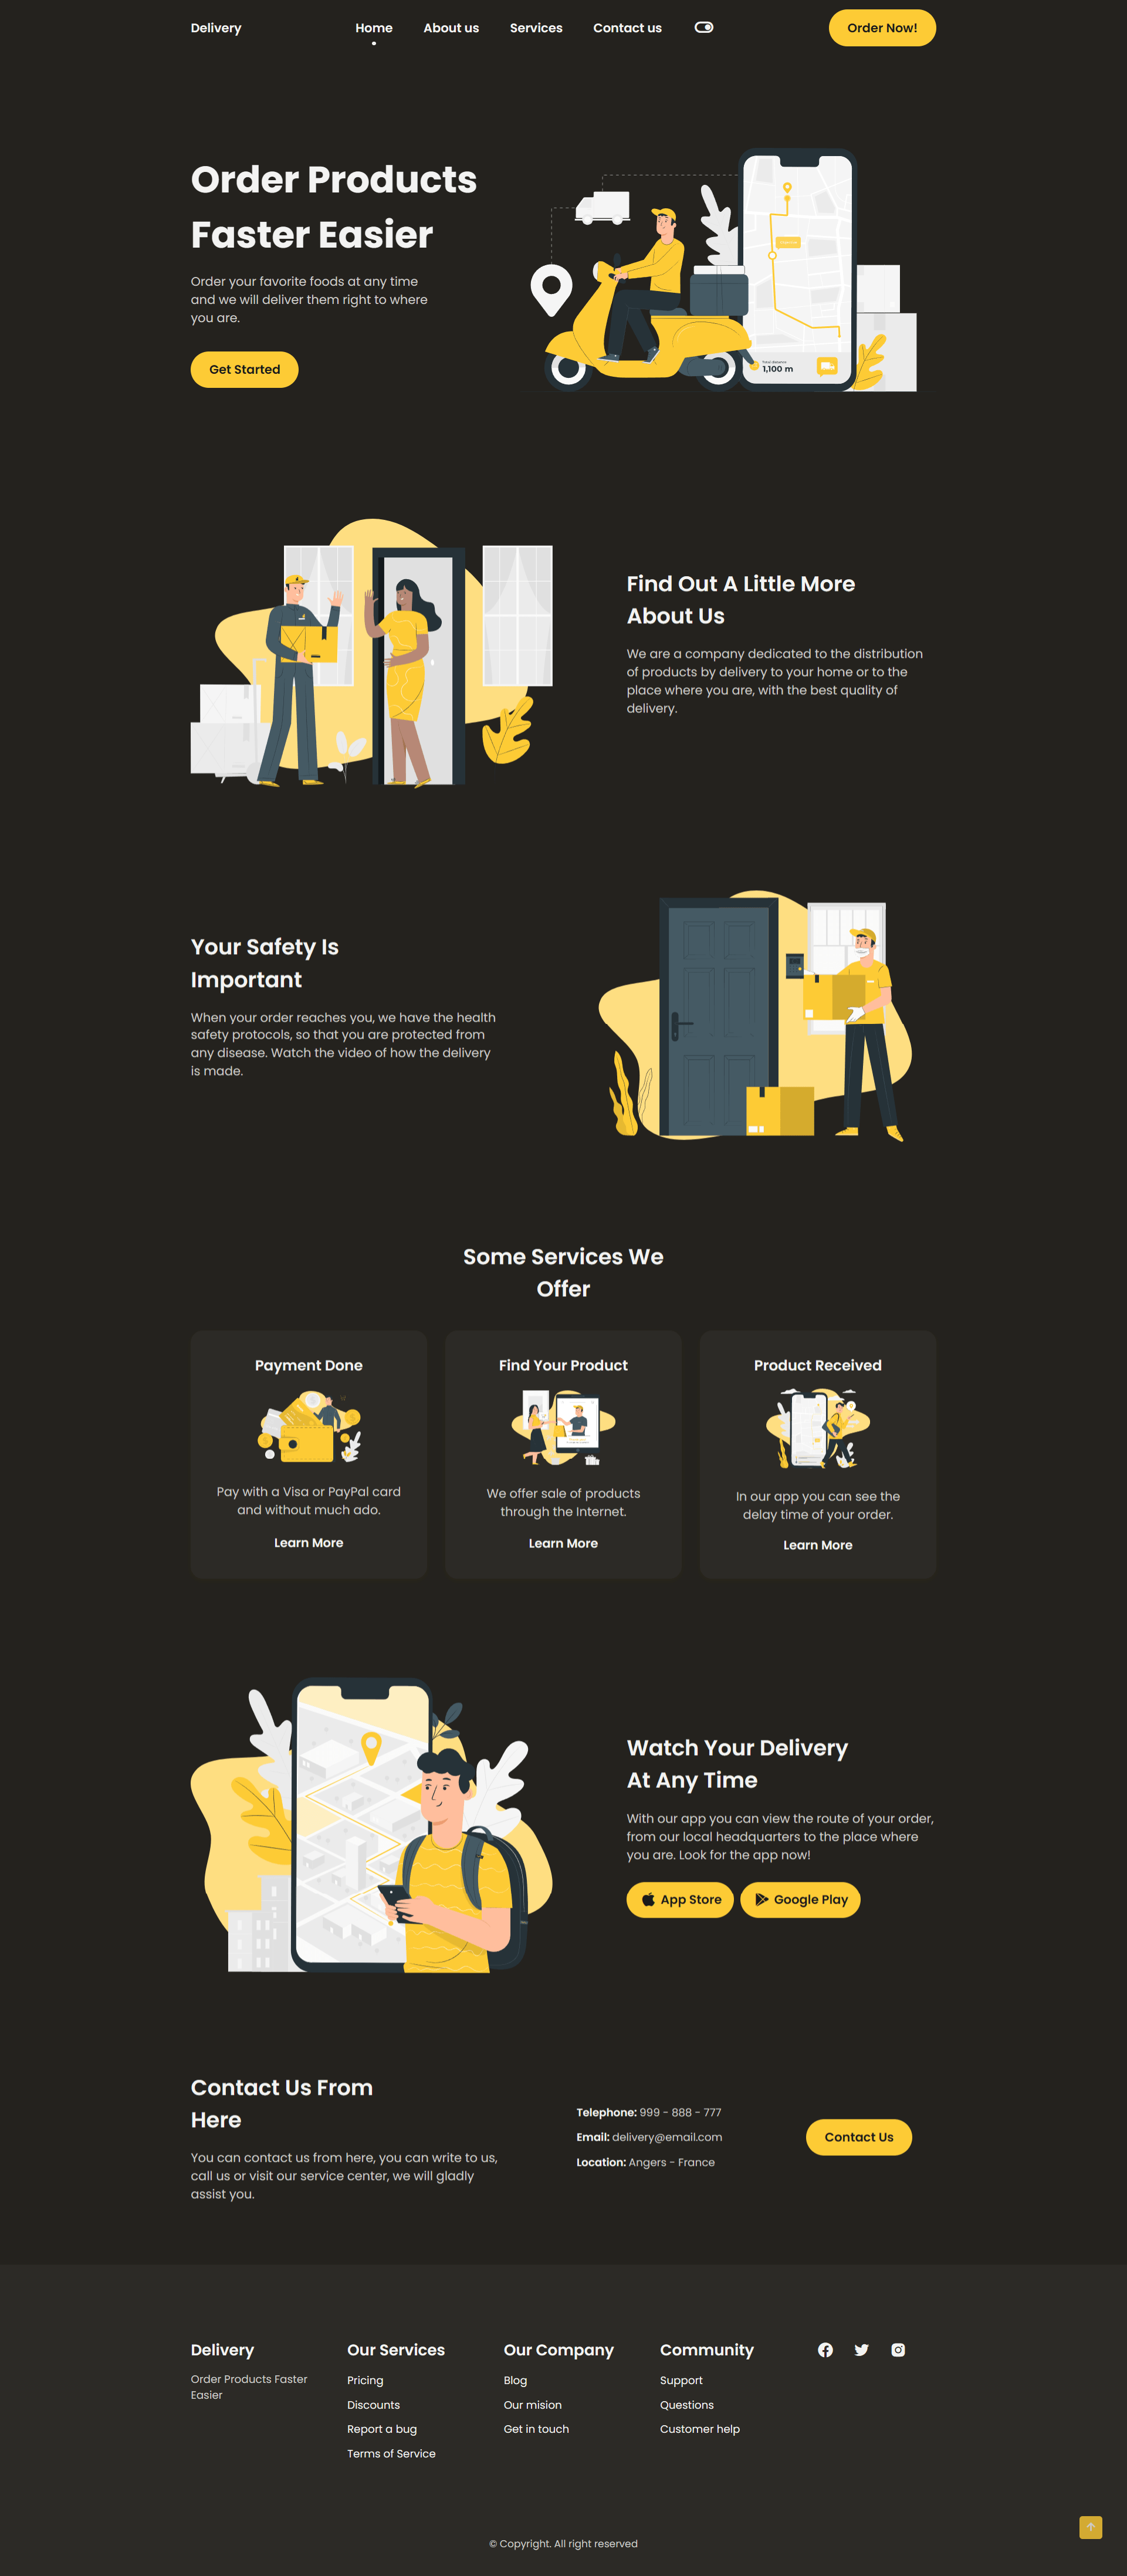 Delivery
Home
About us
Services
Contact us
Order Now!
Order Products
Faster Easier
Order your favorite foods at any time
and we will deliver them right to where
you are.
Get Started
1,100 m
Find Out A Little More
About Us
We are a company dedicated to the distribution
of products by delivery to your home or to the
place where you are, with the best quality of
delivery.
Your Safety Is
Important
When your order reaches you, we have the health
safety protocols, so that you are protected from
any disease. Watch the video of how the delivery
is made.
Some Services We
Offer
Payment Done
Pay with a Visa or PayPal card
and without much ado.
Learn More
Find Your Product
We offer sale of products
through the Internet.
Learn More
Product Received
In our app you can see the
delay time of your order.
Learn More
Watch Your Delivery
At Any Time
With our app you can view the route of your order,
from our local headquarters to the place where
you are. Look for the app now!
App Store
Google Play
Contact Us From
Here
You can contact us from here, you can write to us,
call us or visit our service center, we will gladly
assist you.
Telephone: 999 - 888 - 777
Email: delivery@email.com
Location: Angers - France
Contact Us
Delivery
Order Products Faster
Easier
Our Services
Pricing
Discounts
Report a bug
Terms of Service
Our Company
Blog
Our mision
Get in touch
Community
Support
Questions
Customer help
© Copyright. All right reserved